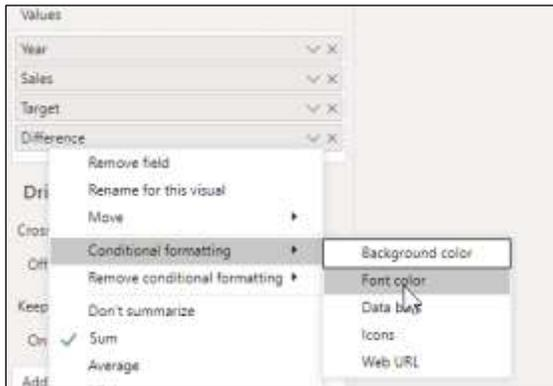 Values
Year
Sales
Target
Difference
Remove field
Rename for this visual
Dri
Move
Cros
Conditional formatting
Background color
Off
Remove conditional formatting
Font color
Keep
Don't summarize
Data bars
On
Sum
Icons
Average
Web URL
Add